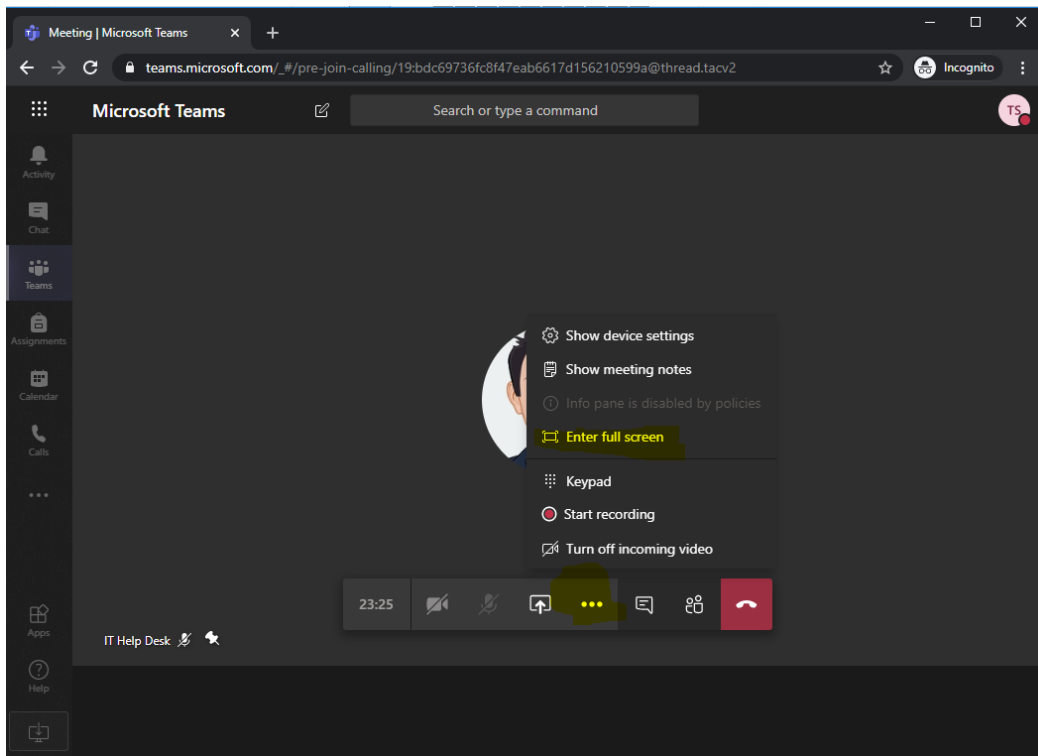 Meeting | Microsoft Teams
teams.microsoft.com/_#/pre-join-calling/19:bdc69736fc8f47eab6617d156210599a@thread.tacv2
Incognito
Microsoft Teams
Search or type a command
TS
Activity
Chat
Teams
Assignments
Calendar
Calls
Apps
Help
Show device settings
Show meeting notes
Info pane is disabled by policies
Enter full screen
Keypad
Start recording
Turn off incoming video
23:25
IT Help Desk